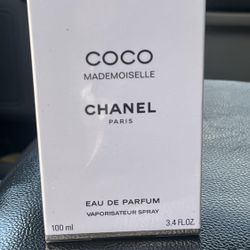 COCO
MADEMOISELLE
CHANEL
PARIS
EAU DE PARFUM
VAPORISATEUR SPRAY
100 ml 3.4 FL.OZ.